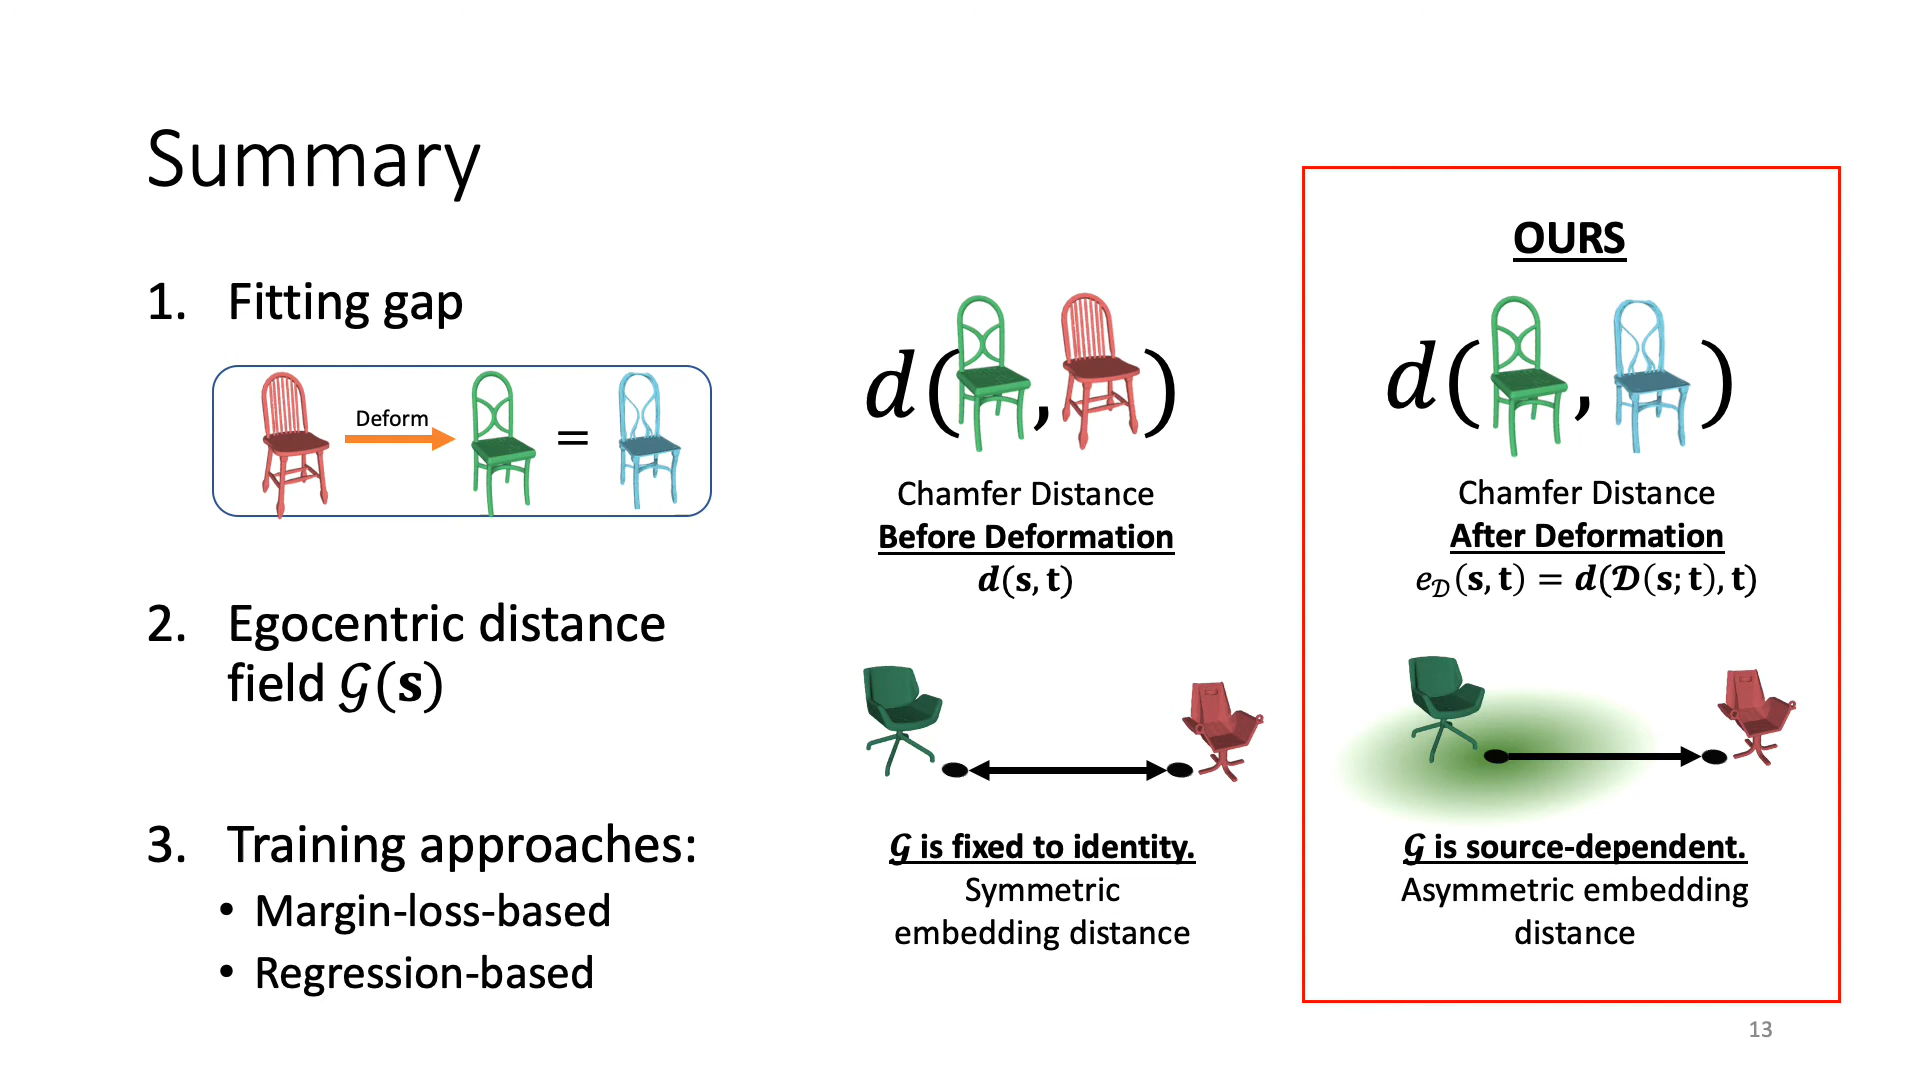 Summary
1. Fitting gap
Deform
=
2. Egocentric distance
field 𝒢(𝐬)
3. Training approaches:
• Margin-loss-based
• Regression-based
d( , )
Chamfer Distance
Before Deformation
𝒅(𝐬, 𝐭)
𝓖 is fixed to identity.
Symmetric
embedding distance
OURS
d( , )
Chamfer Distance
After Deformation
e_𝒟(𝐬, 𝐭) = 𝒅(𝓓(𝐬; 𝐭), 𝐭)
𝓖 is source-dependent.
Asymmetric embedding
distance
13